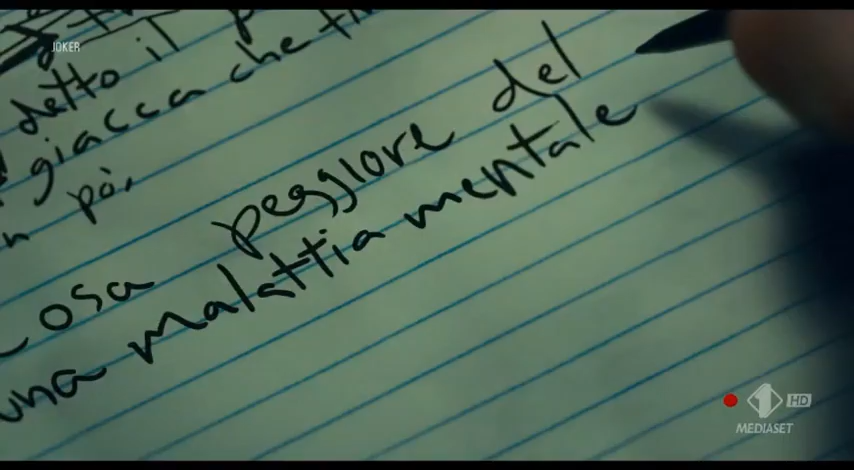 JOKER
detto il
giacca che
n pò,
cosa peggiore del
una malattia mentale
1 HD
MEDIASET